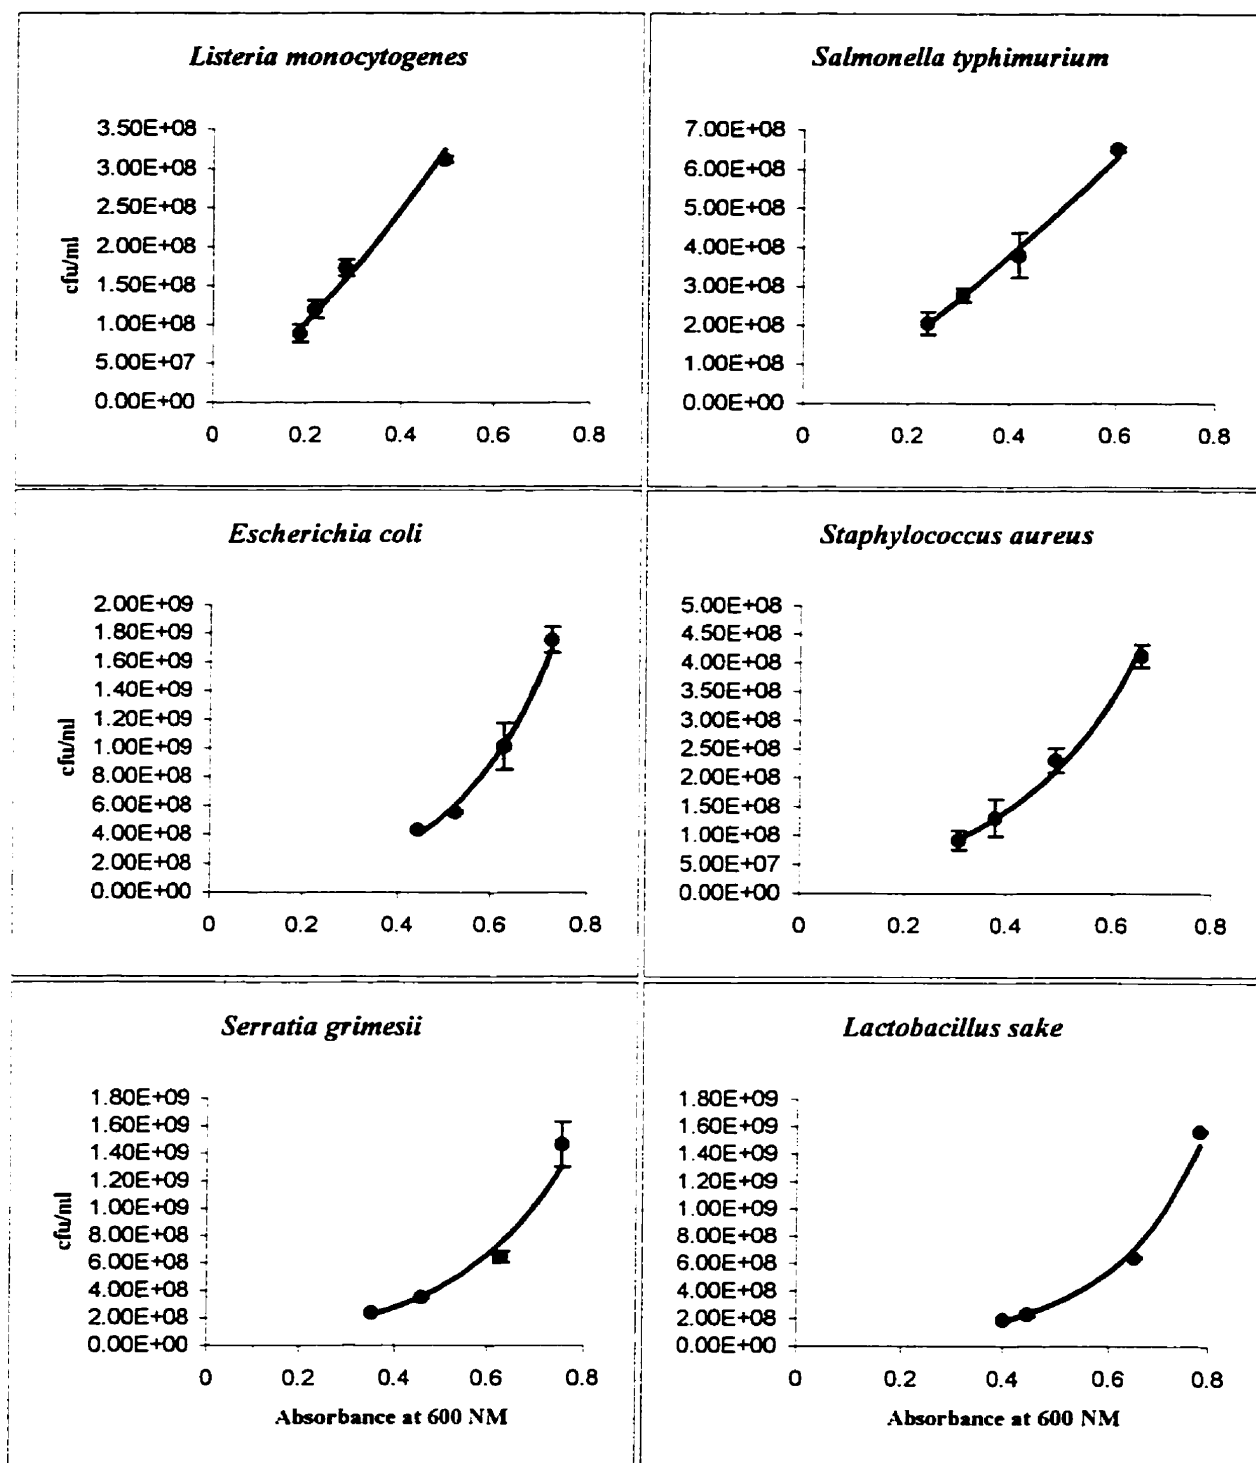 Listeria monocytogenes
3.50E+08
3.00E+08
2.50E+08
2.00E+08
1.50E+08
1.00E+08
5.00E+07
0.00E+00
cfu/ml
0 0.2 0.4 0.6 0.8
Salmonella typhimurium
7.00E+08
6.00E+08
5.00E+08
4.00E+08
3.00E+08
2.00E+08
1.00E+08
0.00E+00
0 0.2 0.4 0.6 0.8
Escherichia coli
2.00E+09
1.80E+09
1.60E+09
1.40E+09
1.20E+09
1.00E+09
8.00E+08
6.00E+08
4.00E+08
2.00E+08
0.00E+00
cfu/ml
0 0.2 0.4 0.6 0.8
Staphylococcus aureus
5.00E+08
4.50E+08
4.00E+08
3.50E+08
3.00E+08
2.50E+08
2.00E+08
1.50E+08
1.00E+08
5.00E+07
0.00E+00
0 0.2 0.4 0.6 0.8
Serratia grimesii
1.80E+09
1.60E+09
1.40E+09
1.20E+09
1.00E+09
8.00E+08
6.00E+08
4.00E+08
2.00E+08
0.00E+00
cfu/ml
0 0.2 0.4 0.6 0.8
Absorbance at 600 NM
Lactobacillus sake
1.80E+09
1.60E+09
1.40E+09
1.20E+09
1.00E+09
8.00E+08
6.00E+08
4.00E+08
2.00E+08
0.00E+00
0 0.2 0.4 0.6 0.8
Absorbance at 600 NM